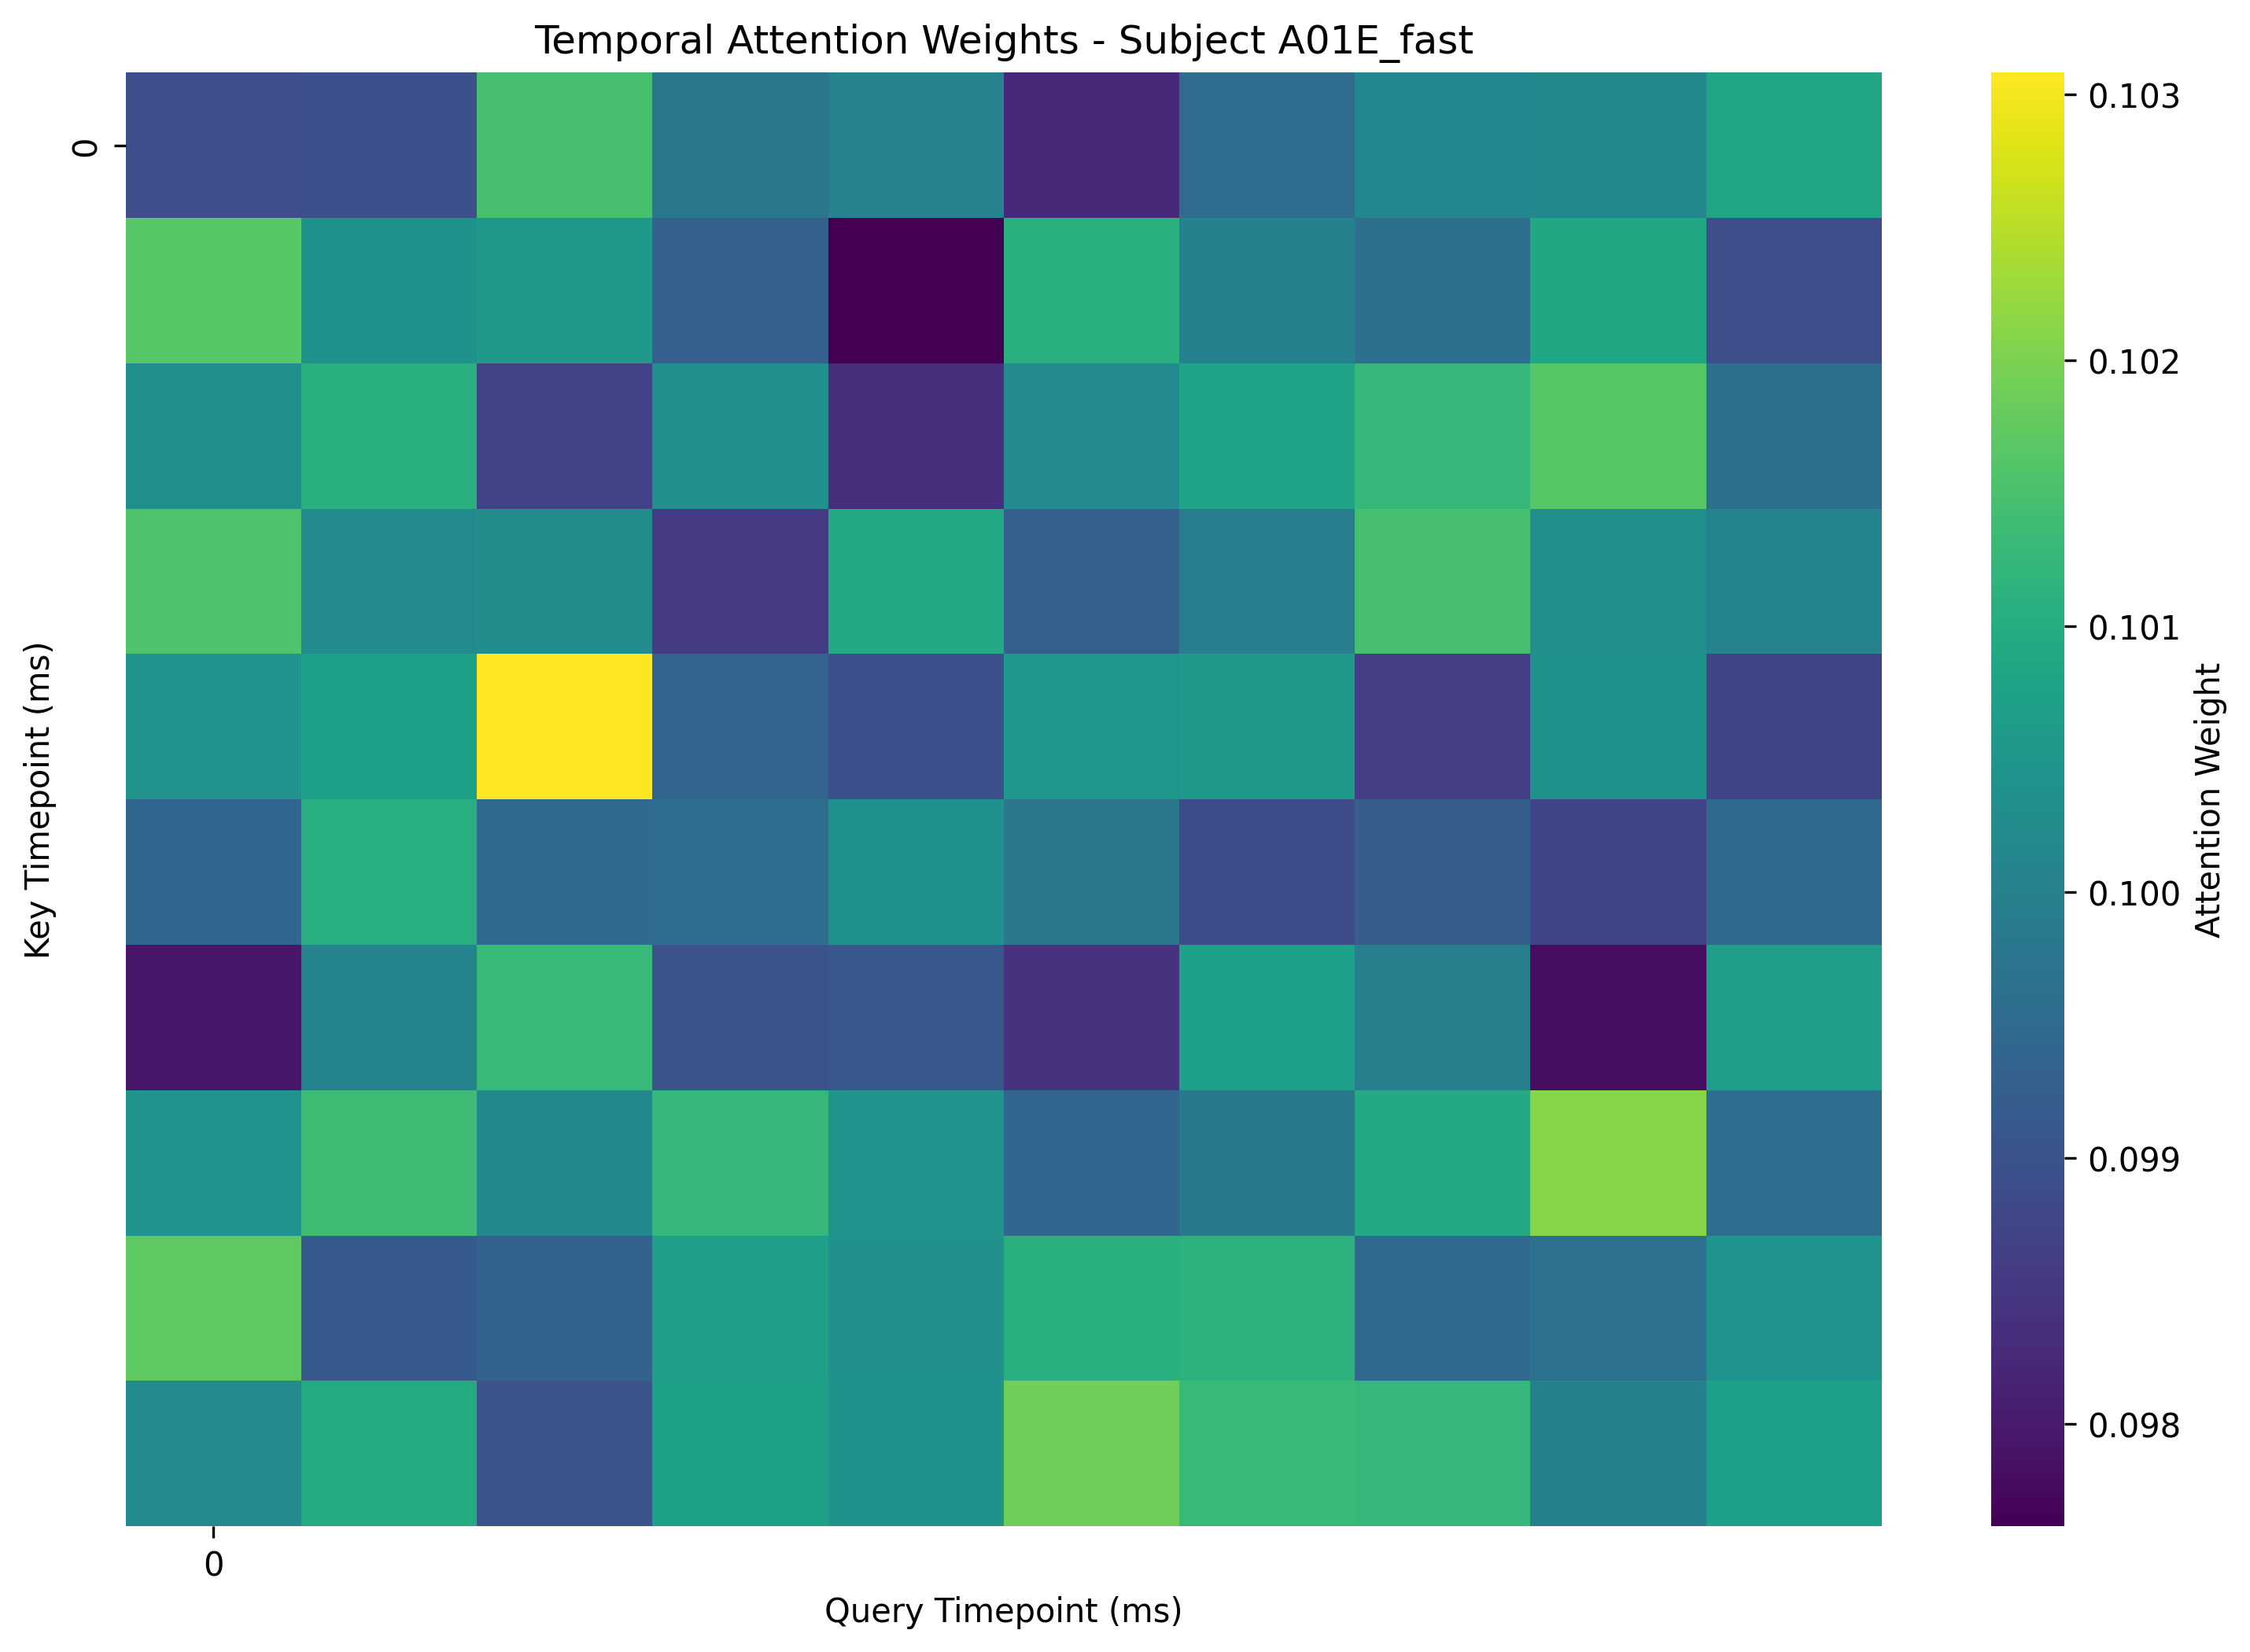 Temporal Attention Weights - Subject A01E_fast
0
Key Timepoint (ms)
0
Query Timepoint (ms)
0.103
0.102
0.101
0.100
0.099
0.098
Attention Weight